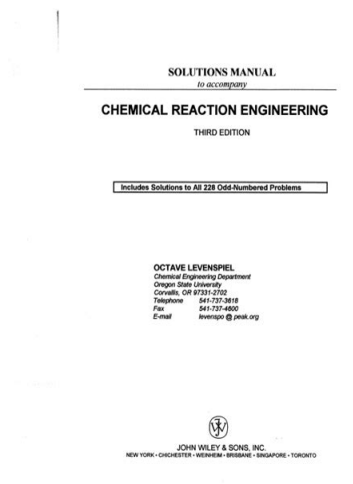 SOLUTIONS MANUAL
to accompany
CHEMICAL REACTION ENGINEERING
THIRD EDITION
Includes Solutions to All 228 Odd-Numbered Problems
OCTAVE LEVENSPIEL
Chemical Engineering Department
Oregon State University
Corvallis, OR 97331-2702
Telephone 541-737-3618
Fax 541-737-4600
E-mail levenspo @ peak.org
JOHN WILEY & SONS, INC.
NEW YORK • CHICHESTER • WEINHEIM • BRISBANE • SINGAPORE • TORONTO